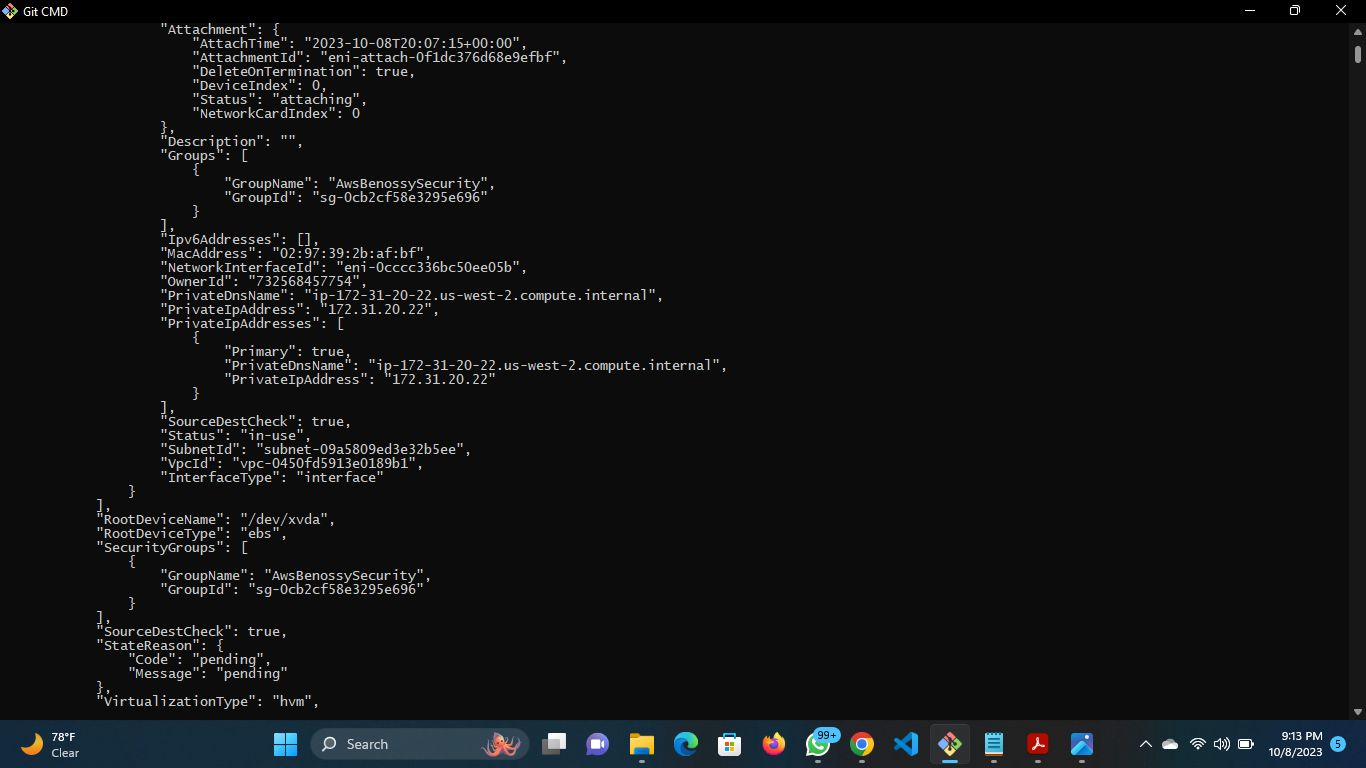 Git CMD
"Attachment": {
"AttachTime": "2023-10-08T20:07:15+00:00",
"AttachmentId": "eni-attach-0f1dc376d68e9efbf",
"DeleteOnTermination": true,
"DeviceIndex": 0,
"Status": "attaching",
"NetworkCardIndex": 0
},
"Description": "",
"Groups": [
{
"GroupName": "AwsBenossySecurity",
"GroupId": "sg-0cb2cf58e3295e696"
}
],
"Ipv6Addresses": [],
"MacAddress": "02:97:39:2b:af:bf",
"NetworkInterfaceId": "eni-0cccc336bc50ee05b",
"OwnerId": "732568457754",
"PrivateDnsName": "ip-172-31-20-22.us-west-2.compute.internal",
"PrivateIpAddress": "172.31.20.22",
"PrivateIpAddresses": [
{
"Primary": true,
"PrivateDnsName": "ip-172-31-20-22.us-west-2.compute.internal",
"PrivateIpAddress": "172.31.20.22"
}
],
"SourceDestCheck": true,
"Status": "in-use",
"SubnetId": "subnet-09a5809ed3e32b5ee",
"VpcId": "vpc-0450fd5913e0189b1",
"InterfaceType": "interface"
}
],
"RootDeviceName": "/dev/xvda",
"RootDeviceType": "ebs",
"SecurityGroups": [
{
"GroupName": "AwsBenossySecurity",
"GroupId": "sg-0cb2cf58e3295e696"
}
],
"SourceDestCheck": true,
"StateReason": {
"Code": "pending",
"Message": "pending"
},
"VirtualizationType": "hvm",
78°F
Clear
Search
99+
9:13 PM
10/8/2023
5